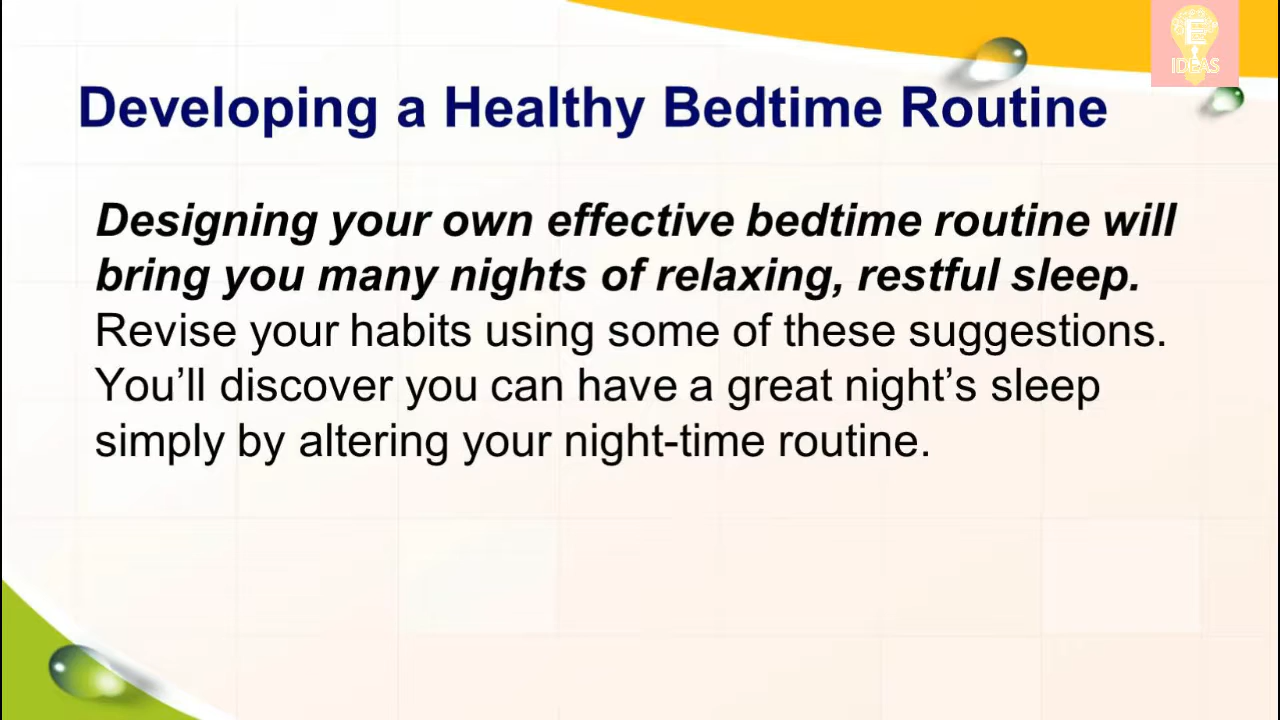 E
IDEAS
Developing a Healthy Bedtime Routine
Designing your own effective bedtime routine will
bring you many nights of relaxing, restful sleep.
Revise your habits using some of these suggestions.
You’ll discover you can have a great night’s sleep
simply by altering your night-time routine.